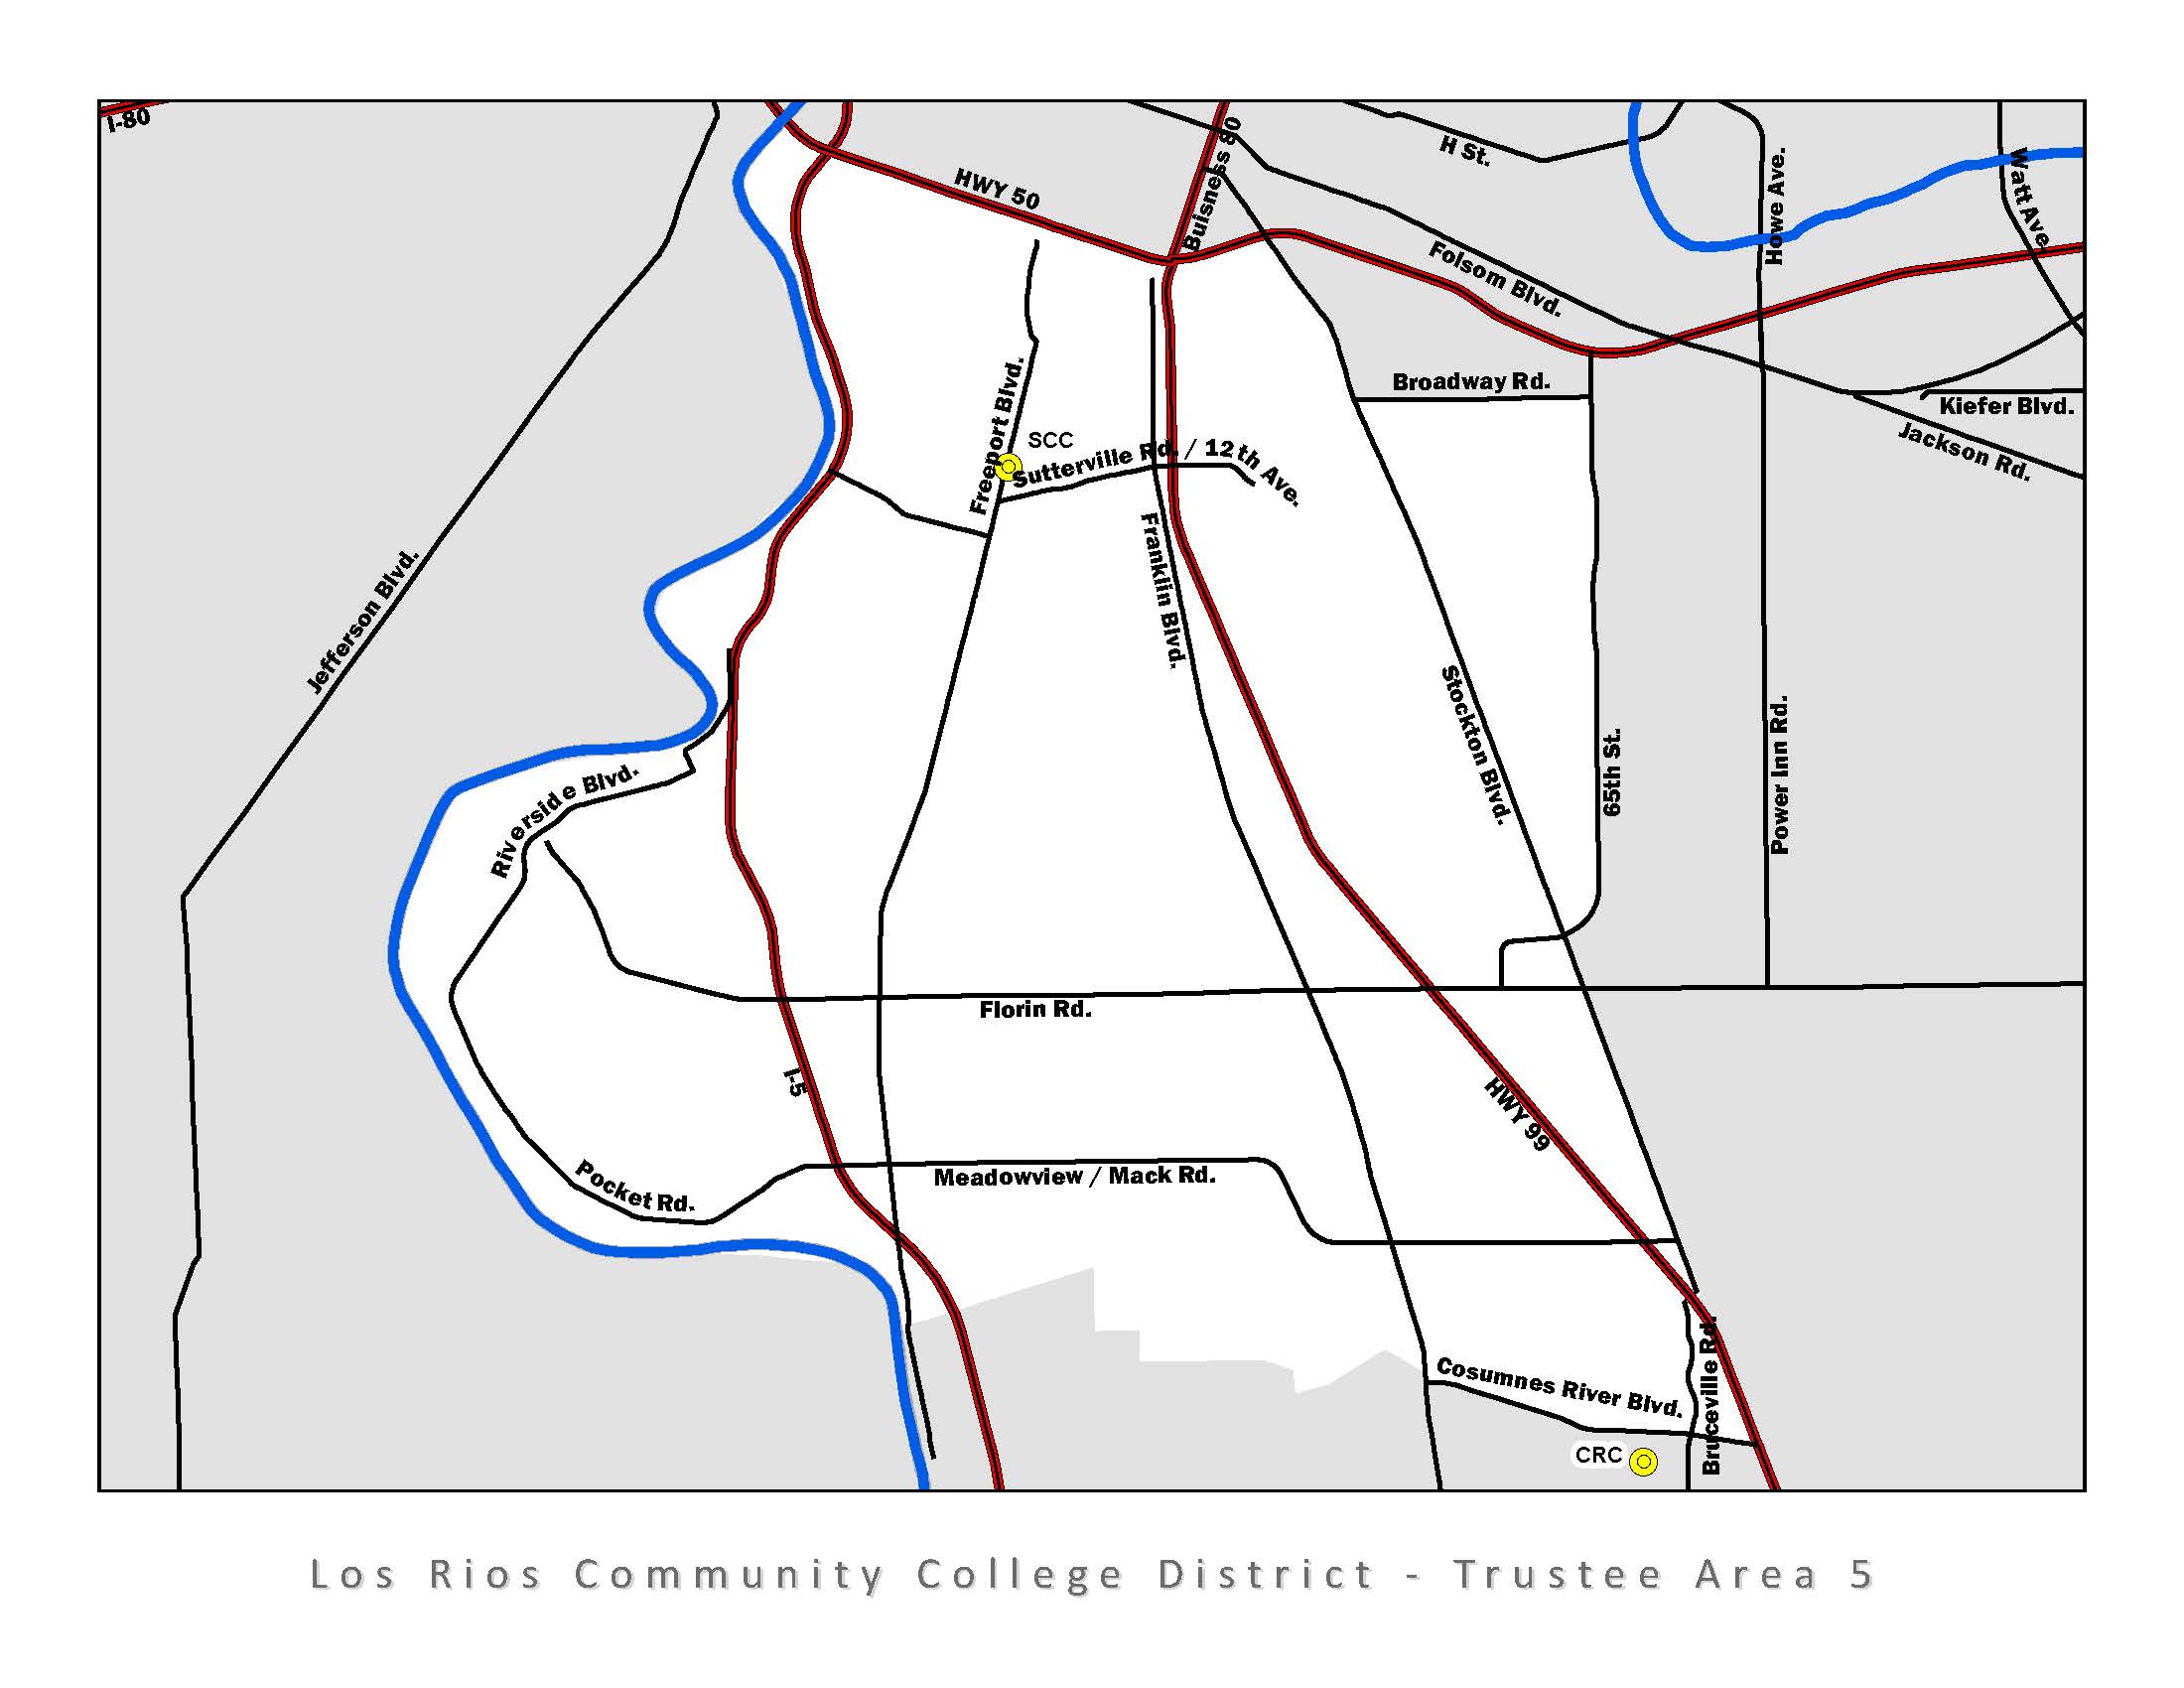 I-80
HWY 50
Buisness 80
H St.
Howe Ave.
Watt Ave.
Folsom Blvd.
Broadway Rd.
Kiefer Blvd.
Jackson Rd.
Freeport Blvd.
SCC
Sutterville Rd. / 12th Ave.
Franklin Blvd.
Jefferson Blvd.
Stockton Blvd.
65th St.
Power Inn Rd.
Riverside Blvd.
Florin Rd.
I-5
HWY 99
Pocket Rd.
Meadowview / Mack Rd.
Cosumnes River Blvd.
Bruceville Rd.
CRC
Los Rios Community College District - Trustee Area 5